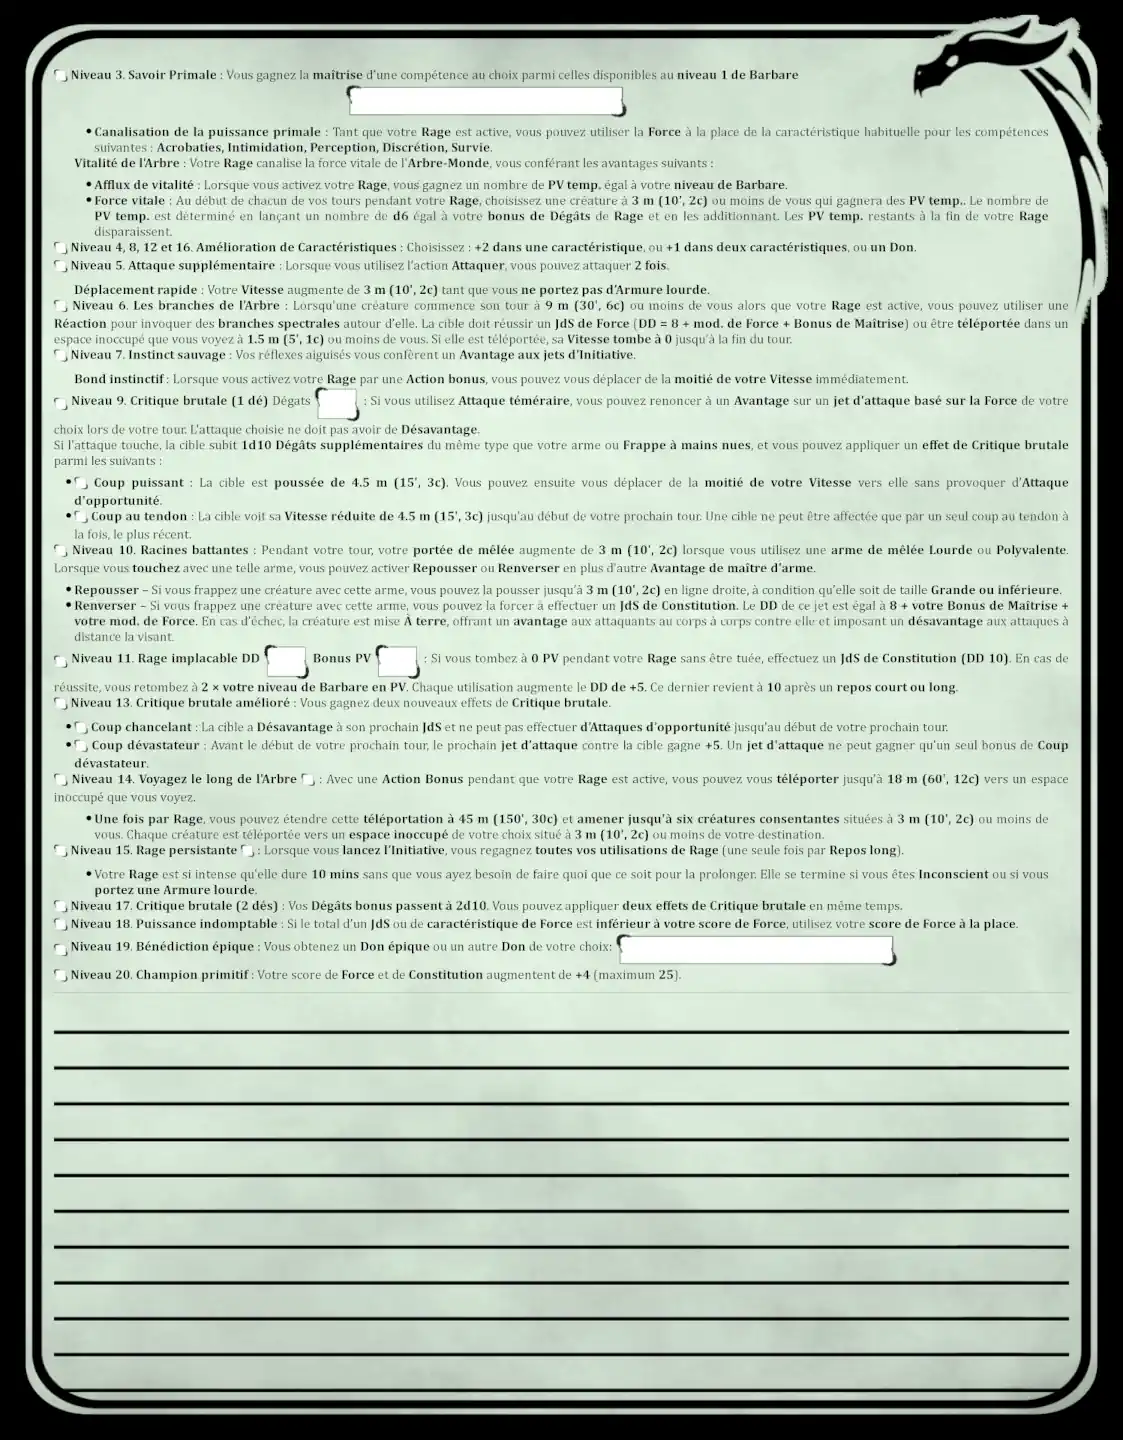 Niveau 3. Savoir Primale : Vous gagnez la maîtrise d'une compétence au choix parmi celles disponibles au niveau 1 de Barbare
• Canalisation de la puissance primale : Tant que votre Rage est active, vous pouvez utiliser la Force à la place de la caractéristique habituelle pour les compétences
suivantes : Acrobaties, Intimidation, Perception, Discrétion, Survie.
Vitalité de l'Arbre : Votre Rage canalise la force vitale de l'Arbre-Monde, vous conférant les avantages suivants :
• Afflux de vitalité : Lorsque vous activez votre Rage, vous gagnez un nombre de PV temp. égal à votre niveau de Barbare.
• Force vitale : Au début de chacun de vos tours pendant votre Rage, choisissez une créature à 3 m (10', 2c) ou moins de vous qui gagnera des PV temp.. Le nombre de
PV temp. est déterminé en lançant un nombre de d6 égal à votre bonus de Dégâts de Rage et en les additionnant. Les PV temp. restants à la fin de votre Rage
disparaissent.
Niveau 4, 8, 12 et 16. Amélioration de Caractéristiques : Choisissez : +2 dans une caractéristique, ou +1 dans deux caractéristiques, ou un Don.
Niveau 5. Attaque supplémentaire : Lorsque vous utilisez l'action Attaquer, vous pouvez attaquer 2 fois.
Déplacement rapide : Votre Vitesse augmente de 3 m (10', 2c) tant que vous ne portez pas d'Armure lourde.
Niveau 6. Les branches de l'Arbre : Lorsqu'une créature commence son tour à 9 m (30', 6c) ou moins de vous alors que votre Rage est active, vous pouvez utiliser une
Réaction pour invoquer des branches spectrales autour d'elle. La cible doit réussir un JdS de Force (DD = 8 + mod. de Force + Bonus de Maîtrise) ou être téléportée dans un
espace inoccupé que vous voyez à 1.5 m (5', 1c) ou moins de vous. Si elle est téléportée, sa Vitesse tombe à 0 jusqu'à la fin du tour.
Niveau 7. Instinct sauvage : Vos réflexes aiguisés vous confèrent un Avantage aux jets d'Initiative.
Bond instinctif : Lorsque vous activez votre Rage par une Action bonus, vous pouvez vous déplacer de la moitié de votre Vitesse immédiatement.
Niveau 9. Critique brutale (1 dé) Dégats : Si vous utilisez Attaque téméraire, vous pouvez renoncer à un Avantage sur un jet d'attaque basé sur la Force de votre
choix lors de votre tour. L'attaque choisie ne doit pas avoir de Désavantage.
Si l'attaque touche, la cible subit 1d10 Dégâts supplémentaires du même type que votre arme ou Frappe à mains nues, et vous pouvez appliquer un effet de Critique brutale
parmi les suivants :
• Coup puissant : La cible est poussée de 4.5 m (15', 3c). Vous pouvez ensuite vous déplacer de la moitié de votre Vitesse vers elle sans provoquer d'Attaque
d'opportunité.
• Coup au tendon : La cible voit sa Vitesse réduite de 4.5 m (15', 3c) jusqu'au début de votre prochain tour. Une cible ne peut être affectée que par un seul coup au tendon à
la fois, le plus récent.
Niveau 10. Racines battantes : Pendant votre tour, votre portée de mêlée augmente de 3 m (10', 2c) lorsque vous utilisez une arme de mêlée Lourde ou Polyvalente.
Lorsque vous touchez avec une telle arme, vous pouvez activer Repousser ou Renverser en plus d'autre Avantage de maître d'arme.
• Repousser – Si vous frappez une créature avec cette arme, vous pouvez la pousser jusqu'à 3 m (10', 2c) en ligne droite, à condition qu'elle soit de taille Grande ou inférieure.
• Renverser – Si vous frappez une créature avec cette arme, vous pouvez la forcer à effectuer un JdS de Constitution. Le DD de ce jet est égal à 8 + votre Bonus de Maîtrise +
votre mod. de Force. En cas d'échec, la créature est mise À terre, offrant un avantage aux attaquants au corps à corps contre elle et imposant un désavantage aux attaques à
distance la visant.
Niveau 11. Rage implacable DD Bonus PV : Si vous tombez à 0 PV pendant votre Rage sans être tuée, effectuez un JdS de Constitution (DD 10). En cas de
réussite, vous retombez à 2 × votre niveau de Barbare en PV. Chaque utilisation augmente le DD de +5. Ce dernier revient à 10 après un repos court ou long.
Niveau 13. Critique brutale amélioré : Vous gagnez deux nouveaux effets de Critique brutale.
• Coup chancelant : La cible a Désavantage à son prochain JdS et ne peut pas effectuer d'Attaques d'opportunité jusqu'au début de votre prochain tour.
• Coup dévastateur : Avant le début de votre prochain tour, le prochain jet d'attaque contre la cible gagne +5. Un jet d'attaque ne peut gagner qu'un seul bonus de Coup
dévastateur.
Niveau 14. Voyagez le long de l'Arbre : Avec une Action Bonus pendant que votre Rage est active, vous pouvez vous téléporter jusqu'à 18 m (60', 12c) vers un espace
inoccupé que vous voyez.
• Une fois par Rage, vous pouvez étendre cette téléportation à 45 m (150', 30c) et amener jusqu'à six créatures consentantes situées à 3 m (10', 2c) ou moins de
vous. Chaque créature est téléportée vers un espace inoccupé de votre choix situé à 3 m (10', 2c) ou moins de votre destination.
Niveau 15. Rage persistante : Lorsque vous lancez l'Initiative, vous regagnez toutes vos utilisations de Rage (une seule fois par Repos long).
• Votre Rage est si intense qu'elle dure 10 mins sans que vous ayez besoin de faire quoi que ce soit pour la prolonger. Elle se termine si vous êtes Inconscient ou si vous
portez une Armure lourde.
Niveau 17. Critique brutale (2 dés) : Vos Dégâts bonus passent à 2d10. Vous pouvez appliquer deux effets de Critique brutale en même temps.
Niveau 18. Puissance indomptable : Si le total d'un JdS ou de caractéristique de Force est inférieur à votre score de Force, utilisez votre score de Force à la place.
Niveau 19. Bénédiction épique : Vous obtenez un Don épique ou un autre Don de votre choix:
Niveau 20. Champion primitif : Votre score de Force et de Constitution augmentent de +4 (maximum 25).